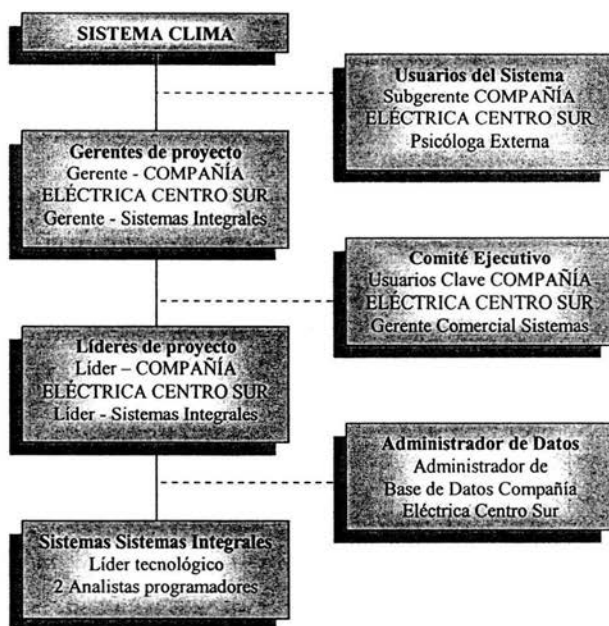 SISTEMA CLIMA
Usuarios del Sistema
Subgerente COMPAÑÍA
ELÉCTRICA CENTRO SUR
Psicóloga Externa
Gerentes de proyecto
Gerente - COMPAÑÍA
ELÉCTRICA CENTRO SUR
Gerente - Sistemas Integrales
Comité Ejecutivo
Usuarios Clave COMPAÑÍA
ELÉCTRICA CENTRO SUR
Gerente Comercial Sistemas
Líderes de proyecto
Líder – COMPAÑÍA
ELÉCTRICA CENTRO SUR
Líder - Sistemas Integrales
Administrador de Datos
Administrador de
Base de Datos Compañía
Eléctrica Centro Sur
Sistemas Sistemas Integrales
Líder tecnológico
2 Analistas programadores